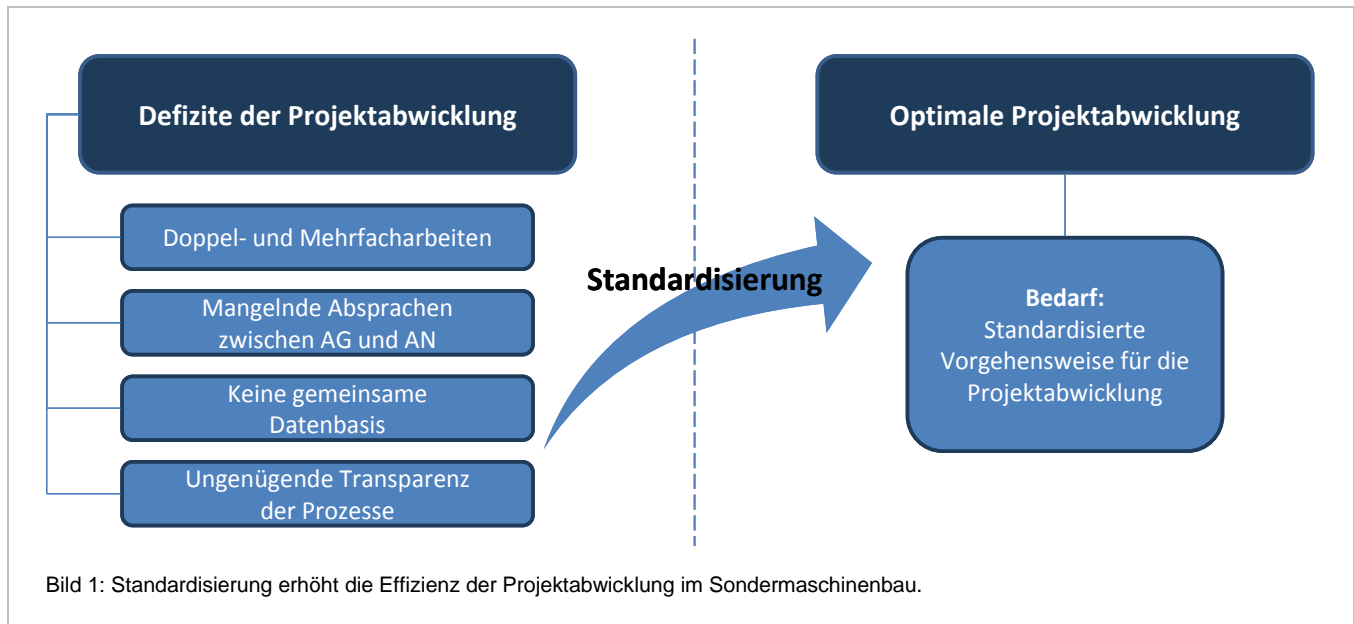 Defizite der Projektabwicklung
Doppel- und Mehrfacharbeiten
Mangelnde Absprachen
zwischen AG und AN
Keine gemeinsame
Datenbasis
Ungenügende Transparenz
der Prozesse
Standardisierung
Optimale Projektabwicklung
Bedarf:
Standardisierte
Vorgehensweise für die
Projektabwicklung
Bild 1: Standardisierung erhöht die Effizienz der Projektabwicklung im Sondermaschinenbau.